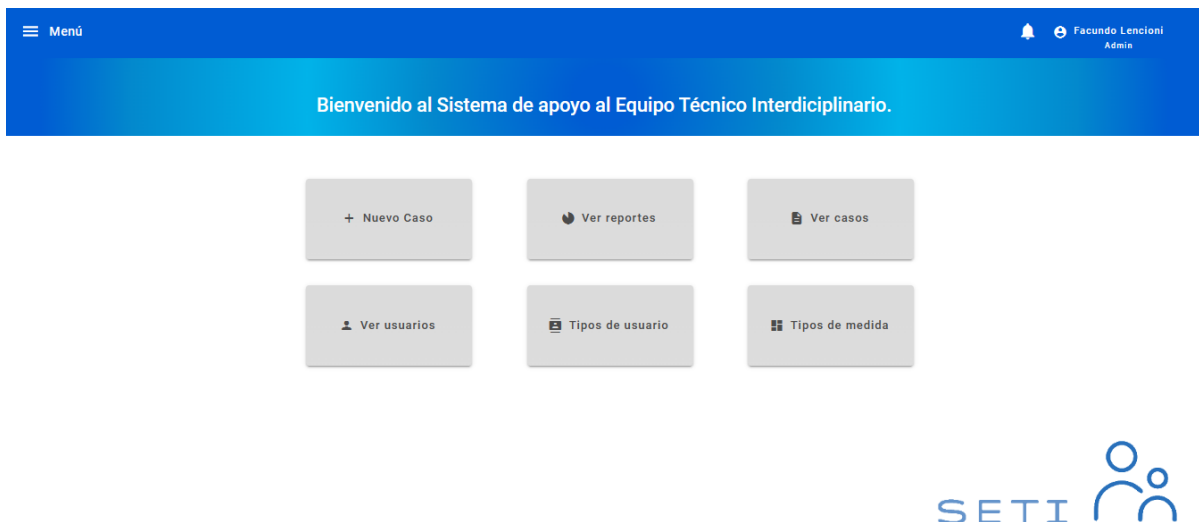 Menú
Facundo Lencioni
Admin
Bienvenido al Sistema de apoyo al Equipo Técnico Interdiciplinario.
+ Nuevo Caso
Ver reportes
Ver casos
Ver usuarios
Tipos de usuario
Tipos de medida
SETI